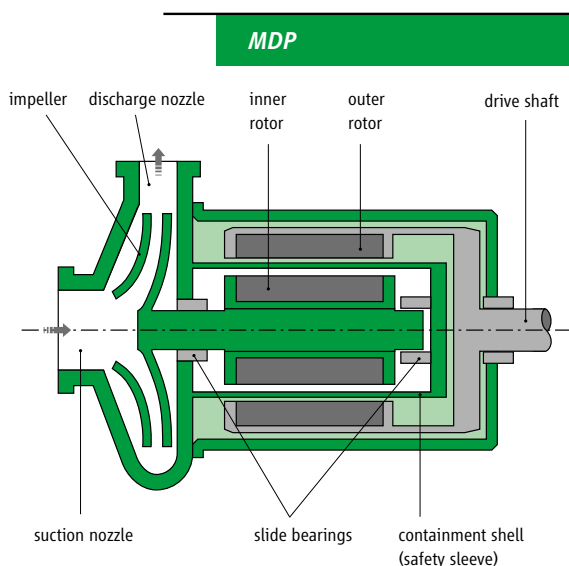 MDP
impeller
discharge nozzle
inner
rotor
outer
rotor
drive shaft
suction nozzle
slide bearings
containment shell
(safety sleeve)